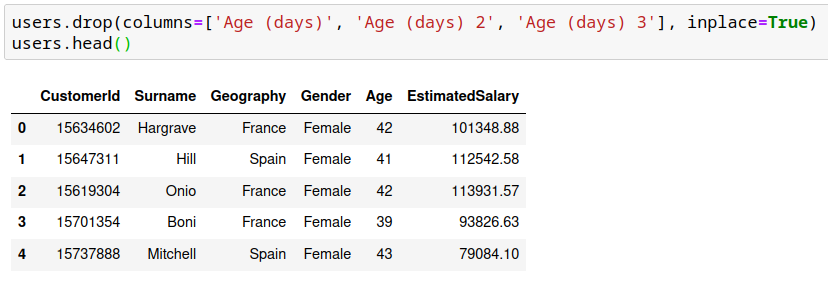 users.drop(columns=['Age (days)', 'Age (days) 2', 'Age (days) 3'], inplace=True)
users.head()
CustomerId Surname Geography Gender Age EstimatedSalary
0 15634602 Hargrave France Female 42 101348.88
1 15647311 Hill Spain Female 41 112542.58
2 15619304 Onio France Female 42 113931.57
3 15701354 Boni France Female 39 93826.63
4 15737888 Mitchell Spain Female 43 79084.10